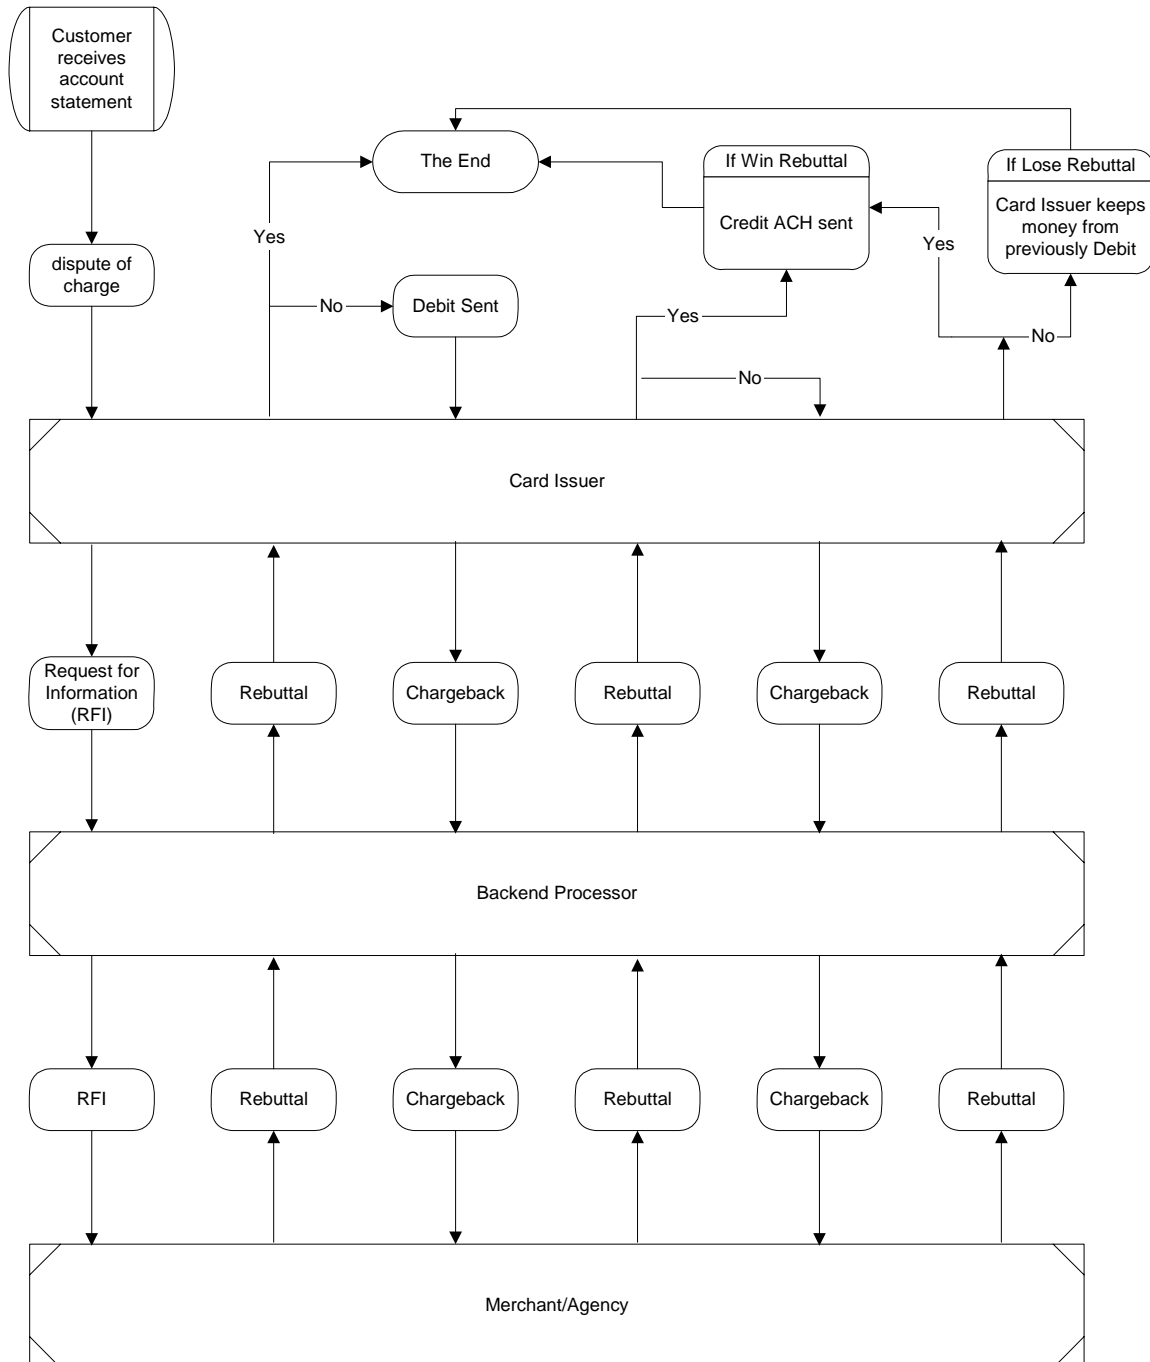 Customer
receives
account
statement
The End
If Win Rebuttal
Credit ACH sent
If Lose Rebuttal
Card Issuer keeps
money from
previously Debit
Yes
Yes
dispute of
charge
No
Debit Sent
Yes
No
No
Card Issuer
Request for
Information
(RFI)
Rebuttal
Chargeback
Rebuttal
Chargeback
Rebuttal
Backend Processor
RFI
Rebuttal
Chargeback
Rebuttal
Chargeback
Rebuttal
Merchant/Agency